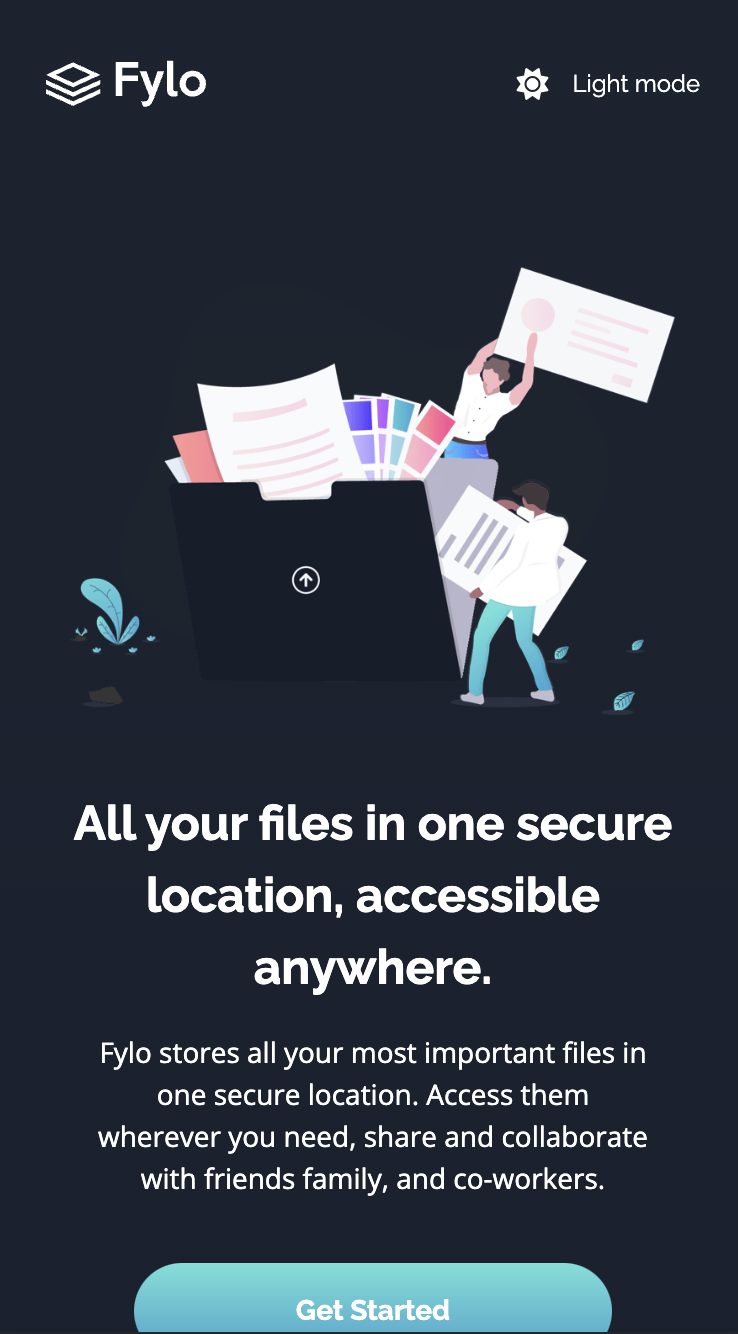 Fylo
Light mode
All your files in one secure
location, accessible
anywhere.
Fylo stores all your most important files in
one secure location. Access them
wherever you need, share and collaborate
with friends family, and co-workers.
Get Started